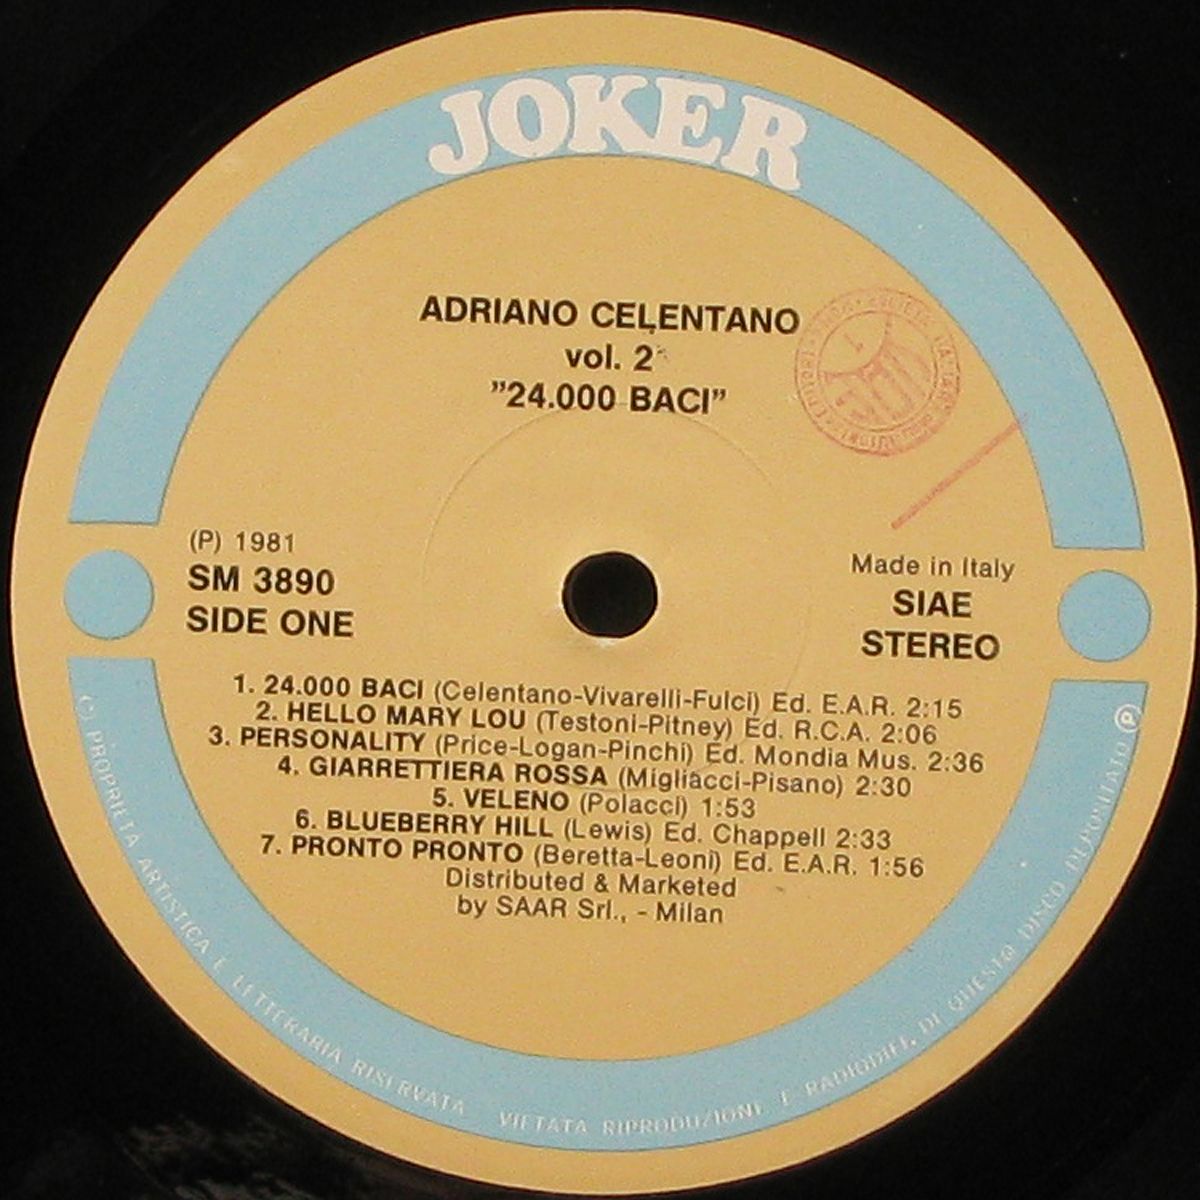 JOKER
ADRIANO CELENTANO
vol. 2
"24.000 BACI"
(P) 1981
SM 3890
SIDE ONE
Made in Italy
SIAE
STEREO
1. 24.000 BACI (Celentano-Vivarelli-Fulci) Ed. E.A.R. 2:15
2. HELLO MARY LOU (Testoni-Pitney) Ed. R.C.A. 2:06
3. PERSONALITY (Price-Logan-Pinchi) Ed. Mondia Mus. 2:36
4. GIARRETTIERA ROSSA (Migliacci-Pisano) 2:30
5. VELENO (Polacci) 1:53
6. BLUEBERRY HILL (Lewis) Ed. Chappell 2:33
7. PRONTO PRONTO (Beretta-Leoni) Ed. E.A.R. 1:56
Distributed & Marketed
by SAAR Srl., - Milan
(C) PROPRIETÀ ARTISTICA E LETTERARIA RISERVATA VIETATA RIPRODUZIONE E RADIODIFF. DI QUESTO DISCO DEPOSITATO Ⓟ